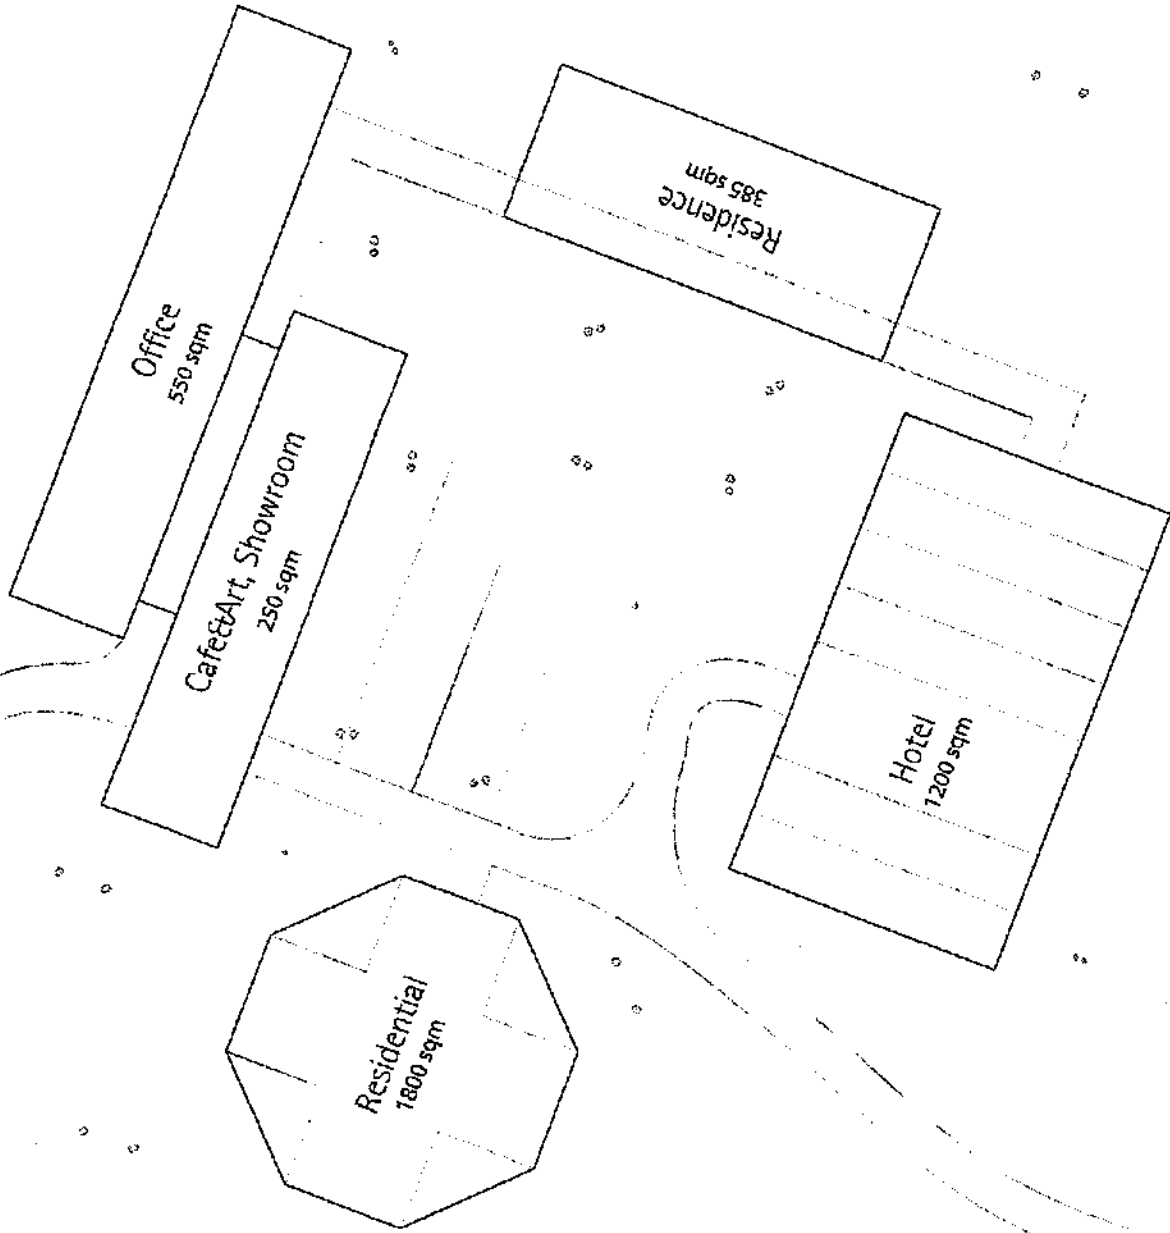 Office
550 sqm
Residence
385 sqm
Cafe&Art, Showroom
250 sqm
Hotel
1200 sqm
Residential
1800 sqm